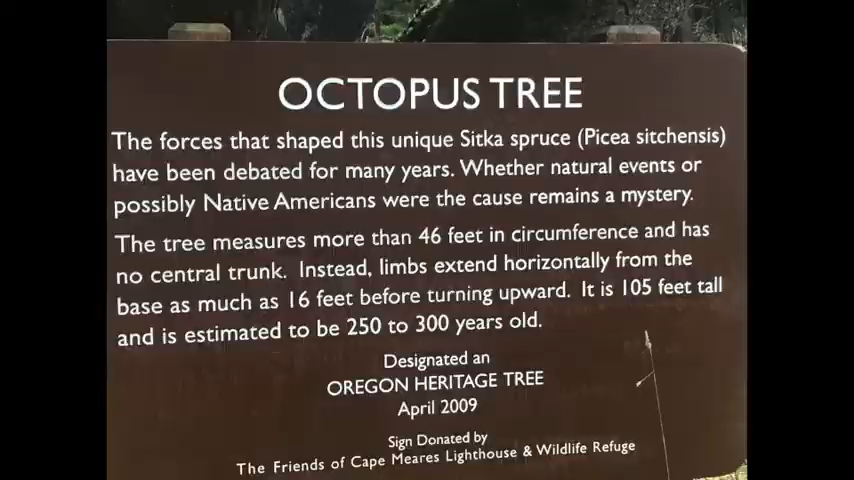 OCTOPUS TREE
The forces that shaped this unique Sitka spruce (Picea sitchensis)
have been debated for many years. Whether natural events or
possibly Native Americans were the cause remains a mystery.
The tree measures more than 46 feet in circumference and has
no central trunk. Instead, limbs extend horizontally from the
base as much as 16 feet before turning upward. It is 105 feet tall
and is estimated to be 250 to 300 years old.
Designated an
OREGON HERITAGE TREE
April 2009
Sign Donated by
The Friends of Cape Meares Lighthouse & Wildlife Refuge